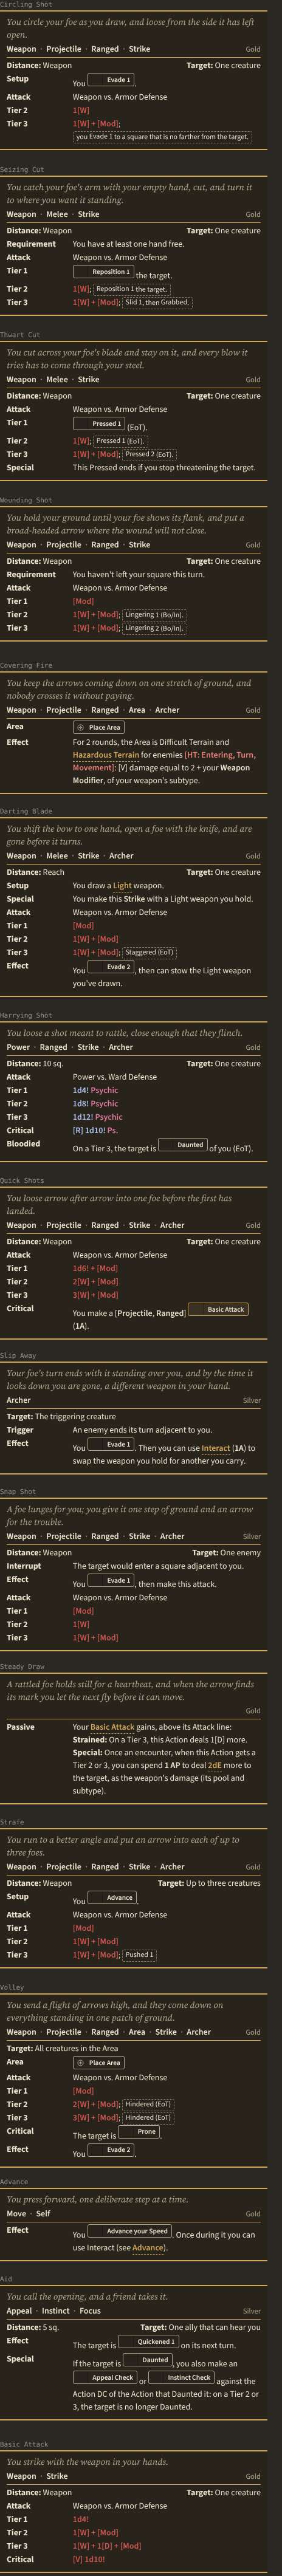 Circling Shot
You circle your foe as you draw, and loose from the side it has left
open.
Weapon · Projectile · Ranged · Strike Gold
Distance: Weapon Target: One creature
Setup You Evade 1.
Attack Weapon vs. Armor Defense
Tier 2 1[W]
Tier 3 1[W] + [Mod];
you Evade 1 to a square that is no farther from the target.
Seizing Cut
You catch your foe's arm with your empty hand, cut, and turn it
to where you want it standing.
Weapon · Melee · Strike Gold
Distance: Weapon Target: One creature
Requirement You have at least one hand free.
Attack Weapon vs. Armor Defense
Tier 1 Reposition 1 the target.
Tier 2 1[W]; Reposition 1 the target.
Tier 3 1[W] + [Mod]; Slid 1, then Grabbed.
Thwart Cut
You cut across your foe's blade and stay on it, and every blow it
tries has to come through your steel.
Weapon · Melee · Strike Gold
Distance: Weapon Target: One creature
Attack Weapon vs. Armor Defense
Tier 1 Pressed 1 (EoT).
Tier 2 1[W]; Pressed 1 (EoT).
Tier 3 1[W] + [Mod]; Pressed 2 (EoT).
Special This Pressed ends if you stop threatening the target.
Wounding Shot
You hold your ground until your foe shows its flank, and put a
broad-headed arrow where the wound will not close.
Weapon · Projectile · Ranged · Strike Gold
Distance: Weapon Target: One creature
Requirement You haven't left your square this turn.
Attack Weapon vs. Armor Defense
Tier 1 [Mod]
Tier 2 1[W] + [Mod]; Lingering 1 (Bo/In).
Tier 3 1[W] + [Mod]; Lingering 2 (Bo/In).
Covering Fire
You keep the arrows coming down on one stretch of ground, and
nobody crosses it without paying.
Weapon · Projectile · Ranged · Area · Archer Gold
Area Place Area
Effect For 2 rounds, the Area is Difficult Terrain and
Hazardous Terrain for enemies [HT: Entering, Turn,
Movement]: [V] damage equal to 2 + your Weapon
Modifier, of your weapon's subtype.
Darting Blade
You shift the bow to one hand, open a foe with the knife, and are
gone before it turns.
Weapon · Melee · Strike · Archer Gold
Distance: Reach Target: One creature
Setup You draw a Light weapon.
Special You make this Strike with a Light weapon you hold.
Attack Weapon vs. Armor Defense
Tier 1 [Mod]
Tier 2 1[W] + [Mod]
Tier 3 1[W] + [Mod]; Staggered (EoT)
Effect You Evade 2, then can stow the Light weapon
you've drawn.
Harrying Shot
You loose a shot meant to rattle, close enough that they flinch.
Power · Ranged · Strike · Archer Gold
Distance: 10 sq. Target: One creature
Attack Power vs. Ward Defense
Tier 1 1d4! Psychic
Tier 2 1d8! Psychic
Tier 3 1d12! Psychic
Critical [R] 1d10! Ps.
Bloodied On a Tier 3, the target is Daunted of you (EoT).
Quick Shots
You loose arrow after arrow into one foe before the first has
landed.
Weapon · Projectile · Ranged · Strike · Archer Gold
Distance: Weapon Target: One creature
Attack Weapon vs. Armor Defense
Tier 1 1d6! + [Mod]
Tier 2 2[W] + [Mod]
Tier 3 3[W] + [Mod]
Critical You make a [Projectile, Ranged] Basic Attack
(1A).
Slip Away
Your foe's turn ends with it standing over you, and by the time it
looks down you are gone, a different weapon in your hand.
Archer Silver
Target: The triggering creature
Trigger An enemy ends its turn adjacent to you.
Effect You Evade 1. Then you can use Interact (1A) to
swap the weapon you hold for another you carry.
Snap Shot
A foe lunges for you; you give it one step of ground and an arrow
for the trouble.
Weapon · Projectile · Ranged · Strike · Archer Silver
Distance: Weapon Target: One enemy
Interrupt The target would enter a square adjacent to you.
Effect You Evade 1, then make this attack.
Attack Weapon vs. Armor Defense
Tier 1 [Mod]
Tier 2 1[W]
Tier 3 1[W] + [Mod]
Steady Draw
A rattled foe holds still for a heartbeat, and when the arrow finds
its mark you let the next fly before it can move.
Gold
Passive Your Basic Attack gains, above its Attack line:
Strained: On a Tier 3, this Action deals 1[D] more.
Special: Once an encounter, when this Action gets a
Tier 2 or 3, you can spend 1 AP to deal 2dE more to
the target, as the weapon's damage (its pool and
subtype).
Strafe
You run to a better angle and put an arrow into each of up to
three foes.
Weapon · Projectile · Ranged · Strike · Archer Gold
Distance: Weapon Target: Up to three creatures
Setup You Advance.
Attack Weapon vs. Armor Defense
Tier 1 [Mod]
Tier 2 1[W] + [Mod]
Tier 3 1[W] + [Mod]; Pushed 1
Volley
You send a flight of arrows high, and they come down on
everything standing in one patch of ground.
Weapon · Projectile · Ranged · Area · Strike · Archer Gold
Target: All creatures in the Area
Area Place Area
Attack Weapon vs. Armor Defense
Tier 1 [Mod]
Tier 2 2[W] + [Mod]; Hindered (EoT)
Tier 3 3[W] + [Mod]; Hindered (EoT)
Critical The target is Prone.
Effect You Evade 2.
Advance
You press forward, one deliberate step at a time.
Move · Self Gold
Effect You Advance your Speed. Once during it you can
use Interact (see Advance).
Aid
You call the opening, and a friend takes it.
Appeal · Instinct · Focus Silver
Distance: 5 sq. Target: One ally that can hear you
Effect The target is Quickened 1 on its next turn.
Special If the target is Daunted, you also make an
Appeal Check or Instinct Check against the
Action DC of the Action that Daunted it: on a Tier 2 or
3, the target is no longer Daunted.
Basic Attack
You strike with the weapon in your hands.
Weapon · Strike Gold
Distance: Weapon Target: One creature
Attack Weapon vs. Armor Defense
Tier 1 1d4!
Tier 2 1[W] + [Mod]
Tier 3 1[W] + 1[D] + [Mod]
Critical [V] 1d10!